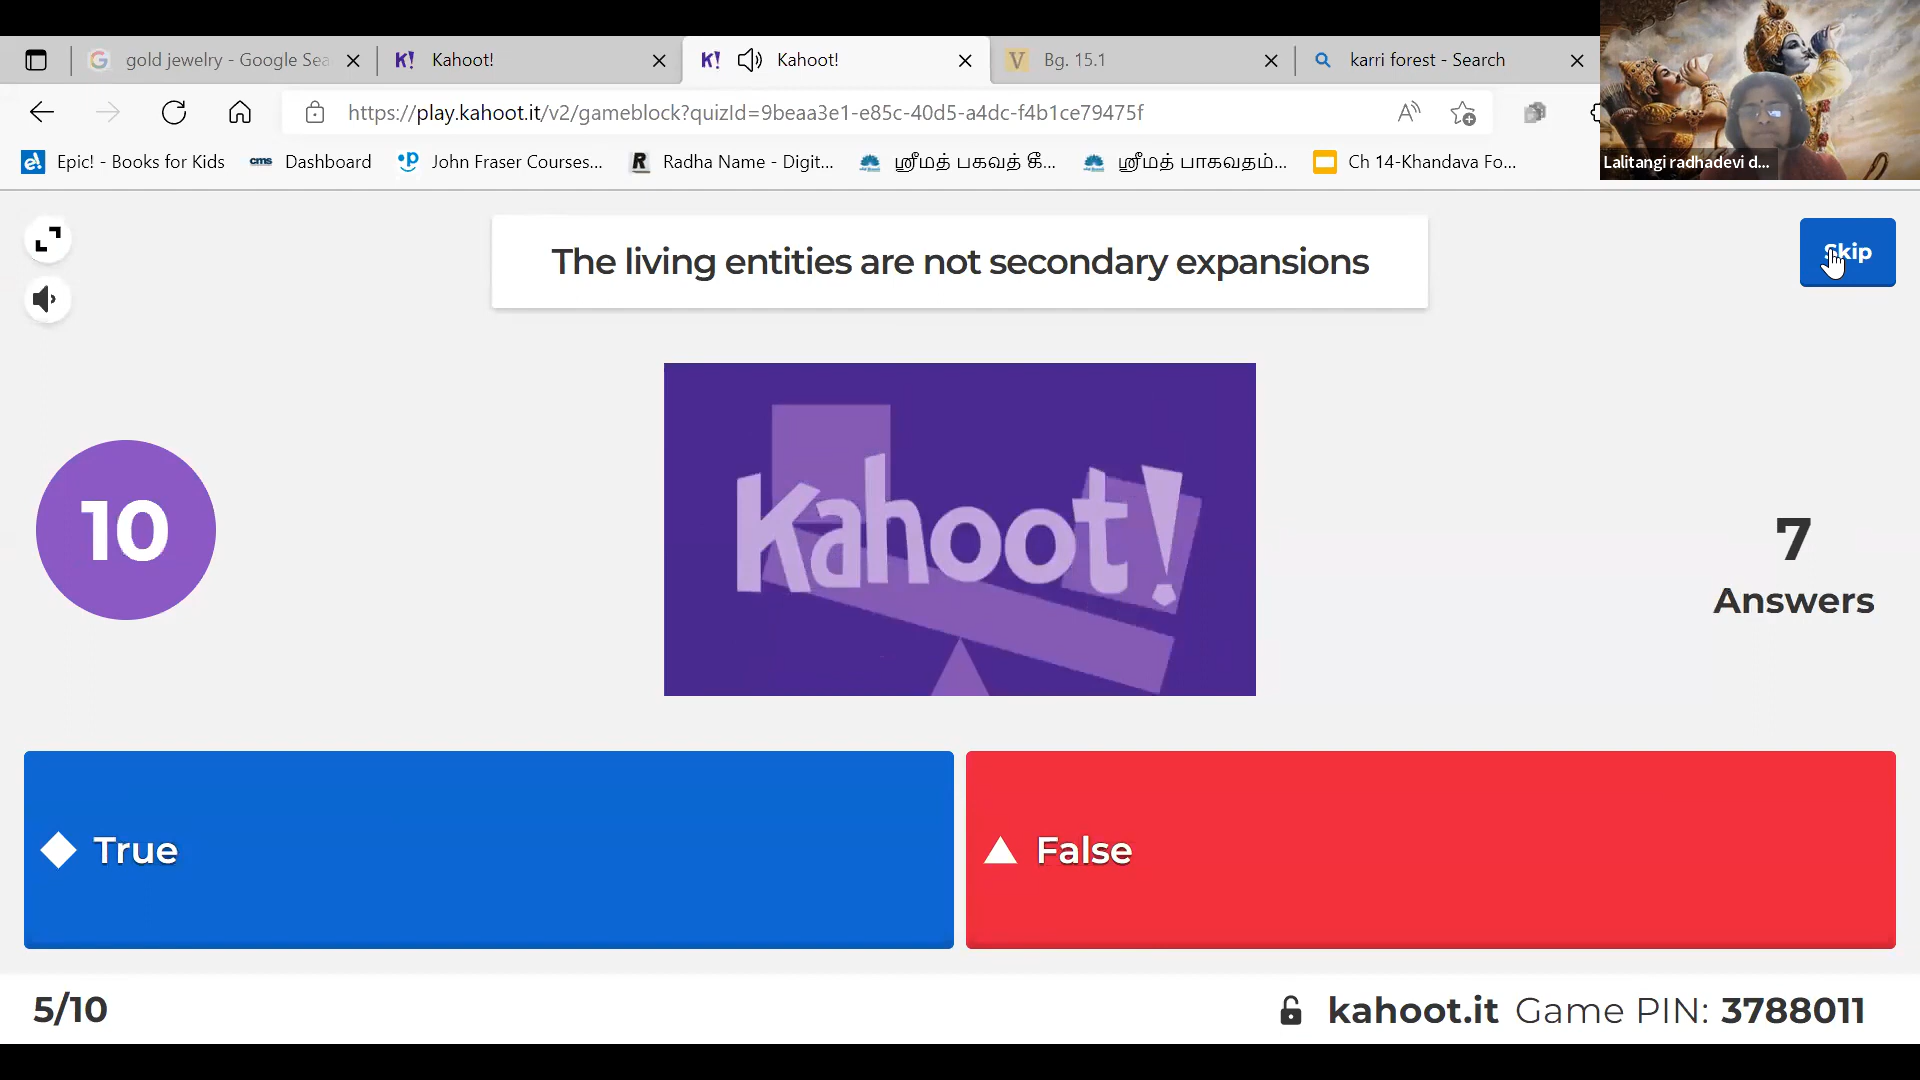 gold jewelry - Google Sea
Kahoot!
Kahoot!
Bg. 15.1
karri forest - Search
https://play.kahoot.it/v2/gameblock?quizId=9beaa3e1-e85c-40d5-a4dc-f4b1ce79475f
Epic! - Books for Kids
cms Dashboard
John Fraser Courses...
Radha Name - Digit...
ஸ்ரீமத் பகவத் கீ...
ஸ்ரீமத் பாகவதம்...
Ch 14-Khandava Fo...
Lalitangi radhadevi d...
The living entities are not secondary expansions
Skip
10
Kahoot!
7
Answers
True
False
5/10
kahoot.it Game PIN: 3788011